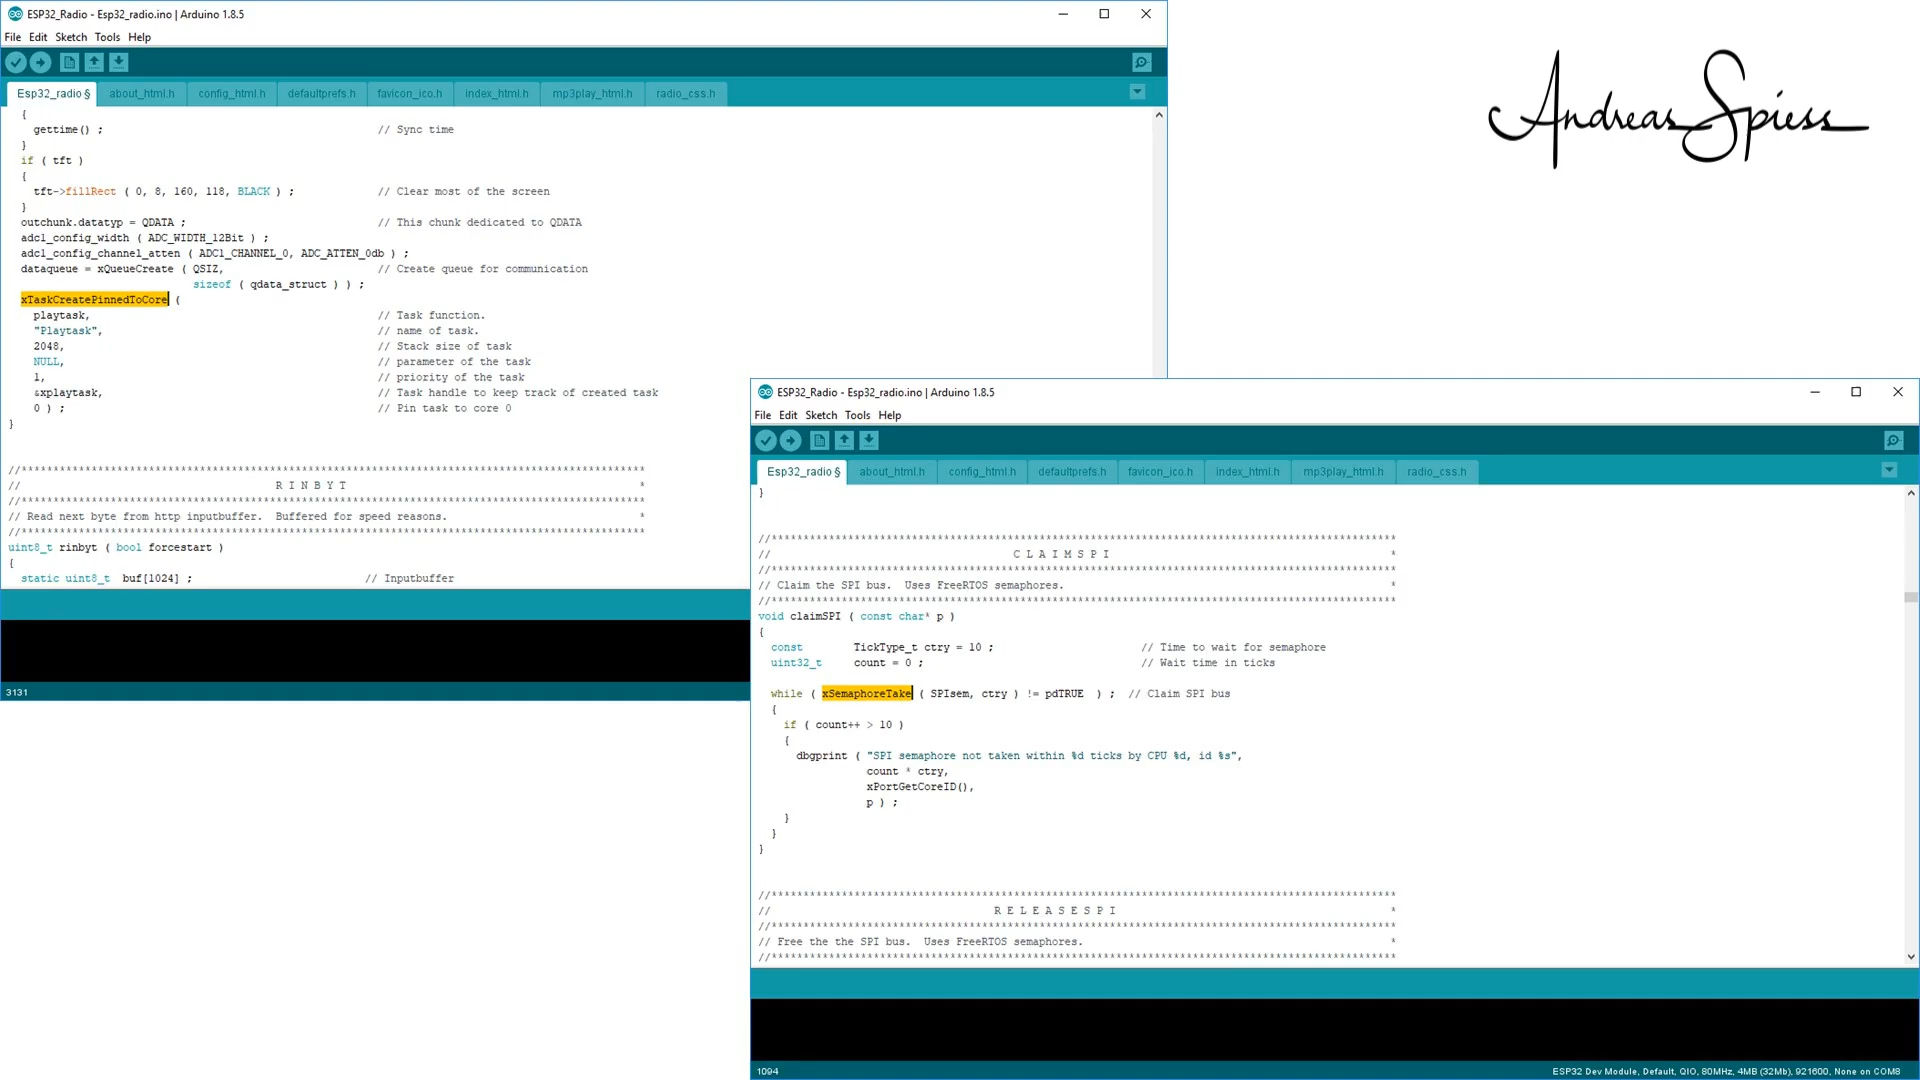 ESP32_Radio - Esp32_radio.ino | Arduino 1.8.5
File Edit Sketch Tools Help
Esp32_radio § about_html.h config_html.h defaultprefs.h favicon_ico.h index_html.h mp3play_html.h radio_css.h
{
gettime() ; // Sync time
}
if ( tft )
{
tft->fillRect ( 0, 8, 160, 118, BLACK ) ; // Clear most of the screen
}
outchunk.datatyp = QDATA ; // This chunk dedicated to QDATA
adc1_config_width ( ADC_WIDTH_12Bit ) ;
adc1_config_channel_atten ( ADC1_CHANNEL_0, ADC_ATTEN_0db ) ;
dataqueue = xQueueCreate ( QSIZ, // Create queue for communication
sizeof ( qdata_struct ) ) ;
xTaskCreatePinnedToCore (
playtask, // Task function.
"Playtask", // name of task.
2048, // Stack size of task
NULL, // parameter of the task
1, // priority of the task
&xplaytask, // Task handle to keep track of created task
0 ) ; // Pin task to core 0
}
//***************************************************************************************************
// R I N B Y T *
//***************************************************************************************************
// Read next byte from http inputbuffer. Buffered for speed reasons. *
//***************************************************************************************************
uint8_t rinbyt ( bool forcestart )
{
static uint8_t buf[1024] ; // Inputbuffer
3131
Andreas Spiess
ESP32_Radio - Esp32_radio.ino | Arduino 1.8.5
File Edit Sketch Tools Help
Esp32_radio § about_html.h config_html.h defaultprefs.h favicon_ico.h index_html.h mp3play_html.h radio_css.h
}
//***************************************************************************************************
// C L A I M S P I *
//***************************************************************************************************
// Claim the SPI bus. Uses FreeRTOS semaphores. *
//***************************************************************************************************
void claimSPI ( const char* p )
{
const TickType_t ctry = 10 ; // Time to wait for semaphore
uint32_t count = 0 ; // Wait time in ticks
while ( xSemaphoreTake ( SPIsem, ctry ) != pdTRUE ) ; // Claim SPI bus
{
if ( count++ > 10 )
{
dbgprint ( "SPI semaphore not taken within %d ticks by CPU %d, id %s",
count * ctry,
xPortGetCoreID(),
p ) ;
}
}
}
//***************************************************************************************************
// R E L E A S E S P I *
//***************************************************************************************************
// Free the the SPI bus. Uses FreeRTOS semaphores. *
//***************************************************************************************************
1094 ESP32 Dev Module, Default, QIO, 80MHz, 4MB (32Mb), 921600, None on COM8